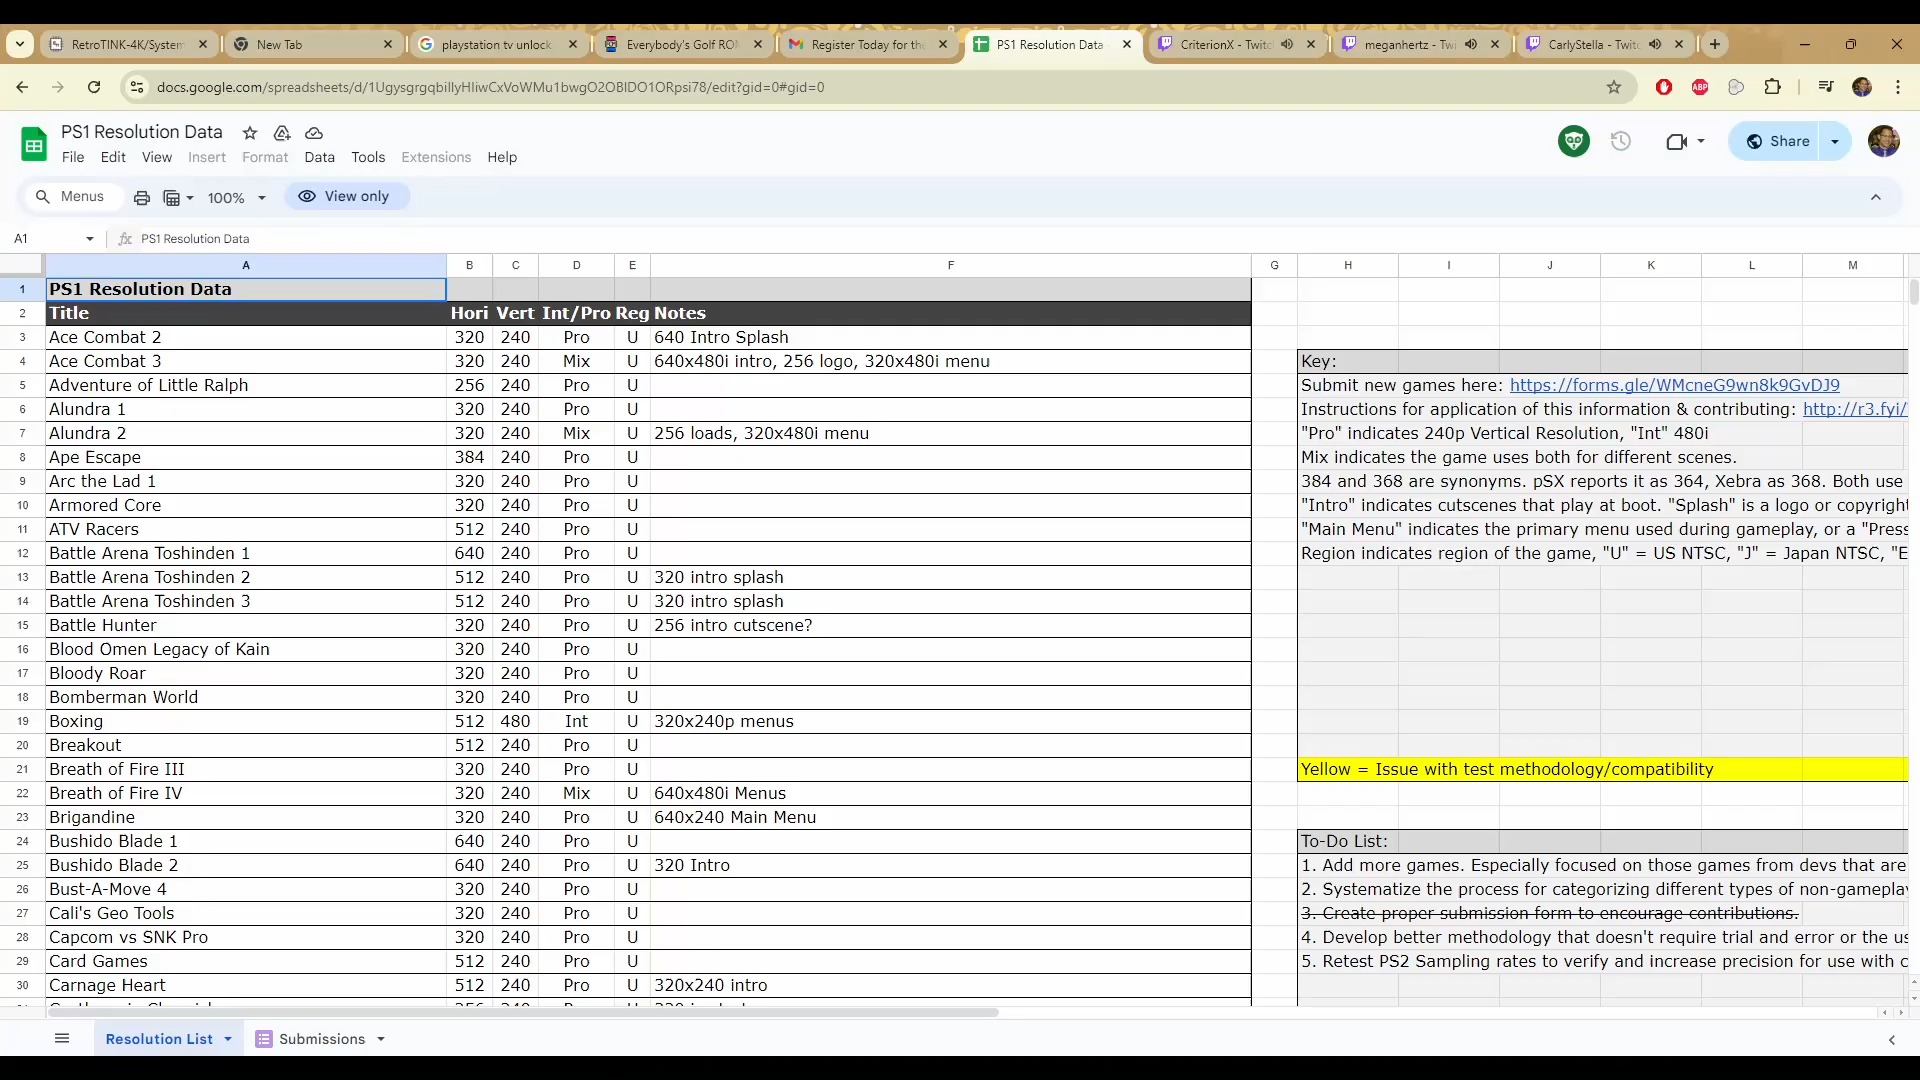 RetroTINK-4K/System
New Tab
playstation tv unlock
Everybody's Golf RO
Register Today for the
PS1 Resolution Data
CriterionX - Twitc
meganhertz - Tw
CarlyStella - Twitc
docs.google.com/spreadsheets/d/1UgysgrgqbillyHIiwCxVoWMu1bwgO2OBlDO1ORpsi78/edit?gid=0#gid=0
ABP
PS1 Resolution Data
File Edit View Insert Format Data Tools Extensions Help
Share
Menus 100% View only
A1 fx PS1 Resolution Data
A B C D E F G H I J K L M
1 PS1 Resolution Data
2 Title Hori Vert Int/Pro Reg Notes
3 Ace Combat 2 320 240 Pro U 640 Intro Splash
4 Ace Combat 3 320 240 Mix U 640x480i intro, 256 logo, 320x480i menu
5 Adventure of Little Ralph 256 240 Pro U
6 Alundra 1 320 240 Pro U
7 Alundra 2 320 240 Mix U 256 loads, 320x480i menu
8 Ape Escape 384 240 Pro U
9 Arc the Lad 1 320 240 Pro U
10 Armored Core 320 240 Pro U
11 ATV Racers 512 240 Pro U
12 Battle Arena Toshinden 1 640 240 Pro U
13 Battle Arena Toshinden 2 512 240 Pro U 320 intro splash
14 Battle Arena Toshinden 3 512 240 Pro U 320 intro splash
15 Battle Hunter 320 240 Pro U 256 intro cutscene?
16 Blood Omen Legacy of Kain 320 240 Pro U
17 Bloody Roar 320 240 Pro U
18 Bomberman World 320 240 Pro U
19 Boxing 512 480 Int U 320x240p menus
20 Breakout 512 240 Pro U
21 Breath of Fire III 320 240 Pro U
22 Breath of Fire IV 320 240 Mix U 640x480i Menus
23 Brigandine 320 240 Pro U 640x240 Main Menu
24 Bushido Blade 1 640 240 Pro U
25 Bushido Blade 2 640 240 Pro U 320 Intro
26 Bust-A-Move 4 320 240 Pro U
27 Cali's Geo Tools 320 240 Pro U
28 Capcom vs SNK Pro 320 240 Pro U
29 Card Games 512 240 Pro U
30 Carnage Heart 512 240 Pro U 320x240 intro
Key:
Submit new games here: https://forms.gle/WMcneG9wn8k9GvDJ9
Instructions for application of this information & contributing: http://r3.fyi/
"Pro" indicates 240p Vertical Resolution, "Int" 480i
Mix indicates the game uses both for different scenes.
384 and 368 are synonyms. pSX reports it as 364, Xebra as 368. Both use
"Intro" indicates cutscenes that play at boot. "Splash" is a logo or copyright
"Main Menu" indicates the primary menu used during gameplay, or a "Press
Region indicates region of the game, "U" = US NTSC, "J" = Japan NTSC, "E
Yellow = Issue with test methodology/compatibility
To-Do List:
1. Add more games. Especially focused on those games from devs that are
2. Systematize the process for categorizing different types of non-gameplay
3. Create proper submission form to encourage contributions.
4. Develop better methodology that doesn't require trial and error or the us
5. Retest PS2 Sampling rates to verify and increase precision for use with c
Resolution List Submissions